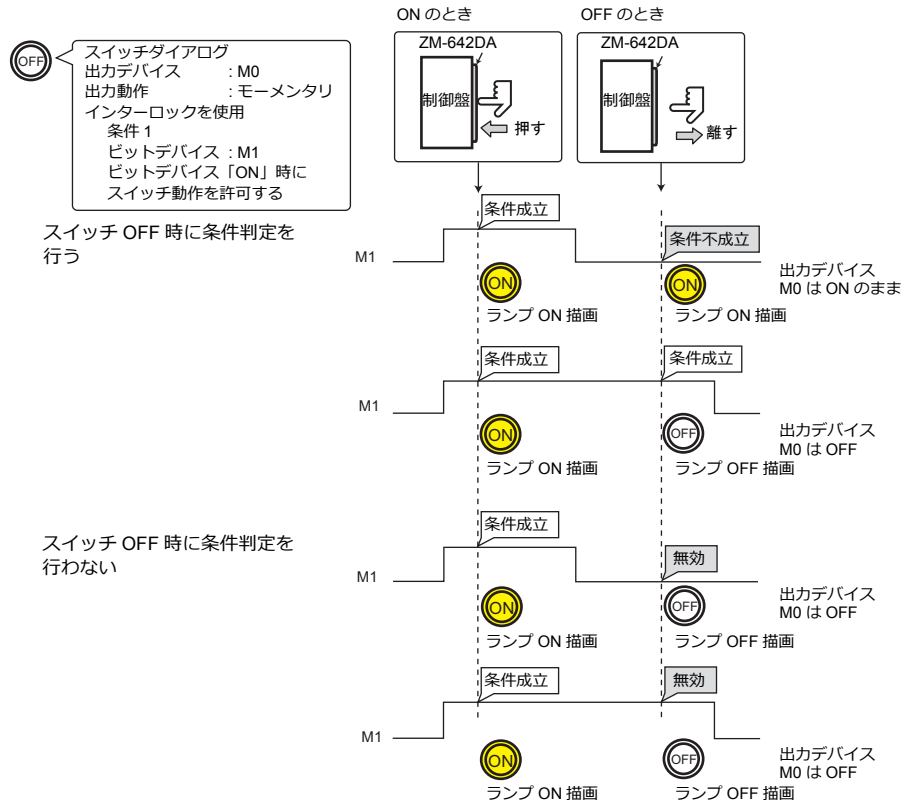 ON のとき
OFF のとき
OFF
スイッチダイアログ
出力デバイス : M0
出力動作 : モーメンタリ
インターロックを使用
条件 1
ビットデバイス : M1
ビットデバイス「ON」時に
スイッチ動作を許可する
ZM-642DA
制御盤
押す
ZM-642DA
制御盤
離す
スイッチ OFF 時に条件判定を
行う
条件成立
条件不成立
M1
ON
ON
出力デバイス
M0 は ON のまま
ランプ ON 描画
ランプ ON 描画
条件成立
条件成立
M1
ON
OFF
出力デバイス
M0 は OFF
ランプ ON 描画
ランプ OFF 描画
スイッチ OFF 時に条件判定を
行わない
条件成立
無効
M1
ON
OFF
出力デバイス
M0 は OFF
ランプ ON 描画
ランプ OFF 描画
条件成立
無効
M1
ON
OFF
出力デバイス
M0 は OFF
ランプ ON 描画
ランプ OFF 描画